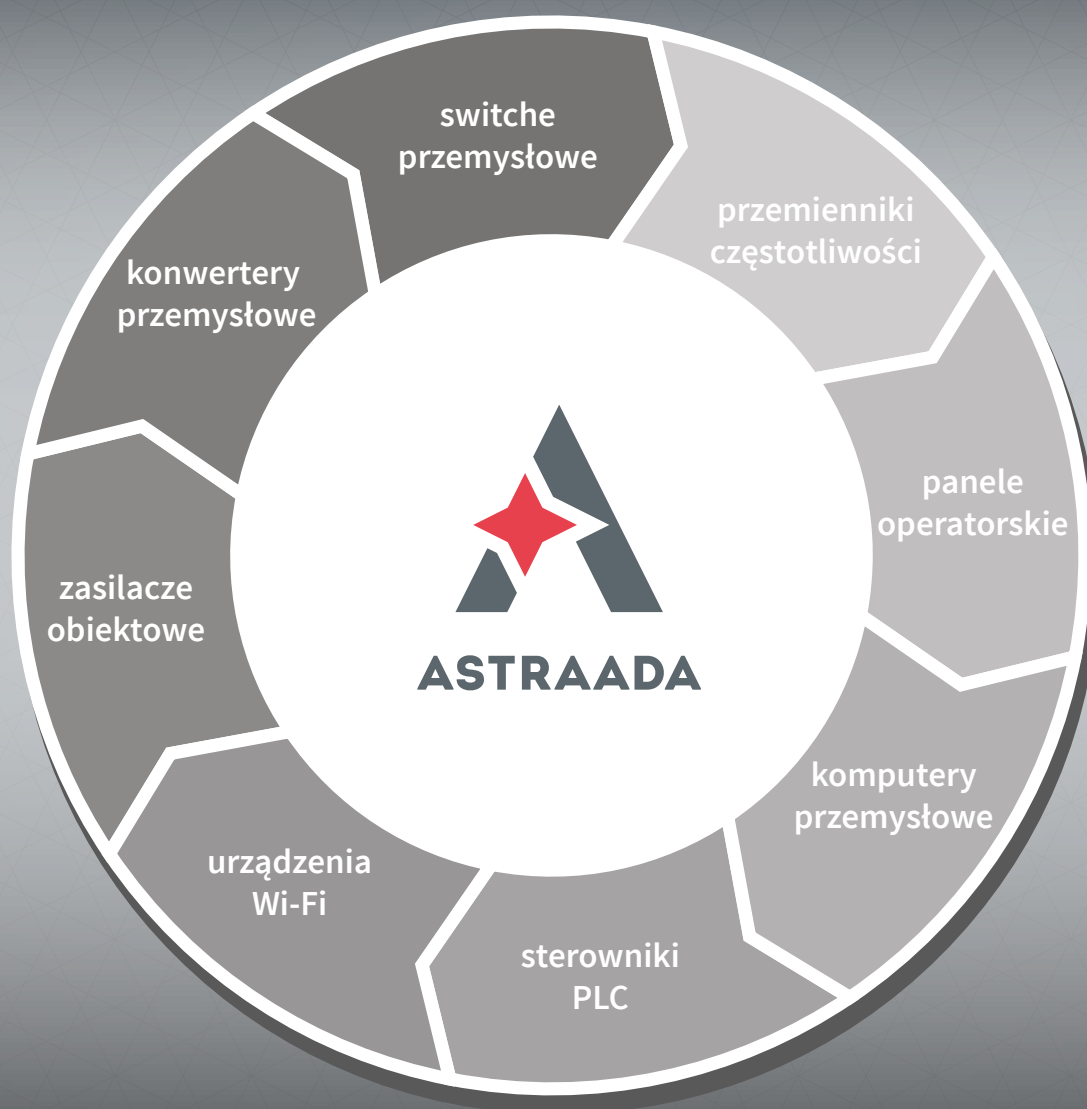 switche
przemysłowe
przemienniki
częstotliwości
panele
operatorskie
komputery
przemysłowe
sterowniki
PLC
urządzenia
Wi-Fi
zasilacze
obiektowe
konwertery
przemysłowe
ASTRAADA